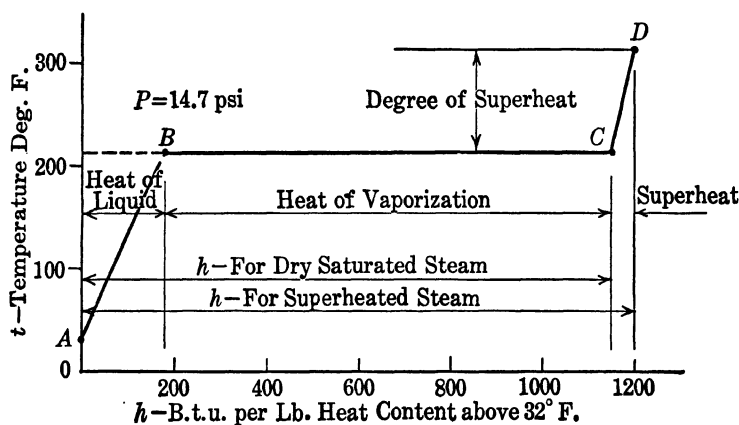 D
300
P=14.7 psi
Degree of Superheat
B
C
200
Heat of
Liquid
Heat of Vaporization
Superheat
100
h—For Dry Saturated Steam
h—For Superheated Steam
A
0
200
400
600
800
1000
1200
t—Temperature Deg. F.
h—B.t.u. per Lb. Heat Content above 32° F.